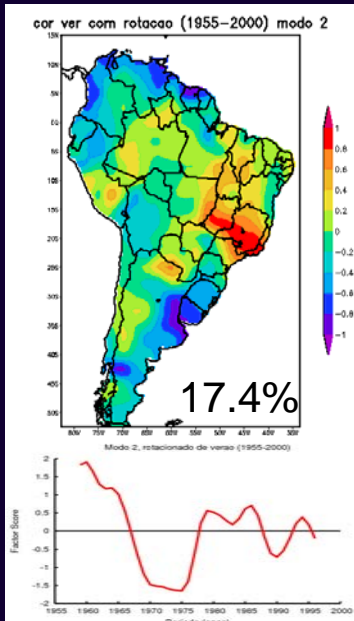 cor ver com rotacao (1955-2000) modo 2
15N
10N
5N
0
5S
10S
15S
20S
25S
30S
35S
40S
45S
50S
80W 75W 70W 65W 60W 55W 50W 45W 40W 35W 30W
1
0.8
0.6
0.4
0.2
0
-0.2
-0.4
-0.6
-0.8
-1
17.4%
Modo 2, rotacionado de verao (1955-2000)
Factor Score
2
1.5
1
0.5
0
-0.5
-1
-1.5
-2
1955 1960 1965 1970 1975 1980 1985 1990 1995 2000